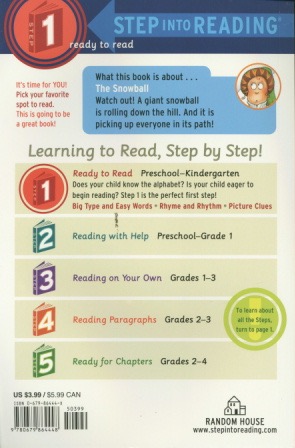 STEP 1
STEP INTO READING®
ready to read
It's time for YOU!
Pick your favorite
spot to read.
This is going to be
a great book!
What this book is about . . .
The Snowball
Watch out! A giant snowball
is rolling down the hill. And it is
picking up everyone in its path!
Learning to Read, Step by Step!
STEP 1
Ready to Read Preschool–Kindergarten
Does your child know the alphabet? Is your child eager
to begin reading? Step 1 is the perfect first step!
Big Type and Easy Words • Rhyme and Rhythm • Picture Clues
STEP 2 Reading with Help Preschool–Grade 1
STEP 3 Reading on Your Own Grades 1–3
STEP 4 Reading Paragraphs Grades 2–3
STEP 5 Ready for Chapters Grades 2–4
To learn about
all the Steps,
turn to page 1.
US $3.99 / $5.99 CAN
ISBN 0-679-86444-8
50399
9 780679 864448
RANDOM HOUSE
www.stepintoreading.com